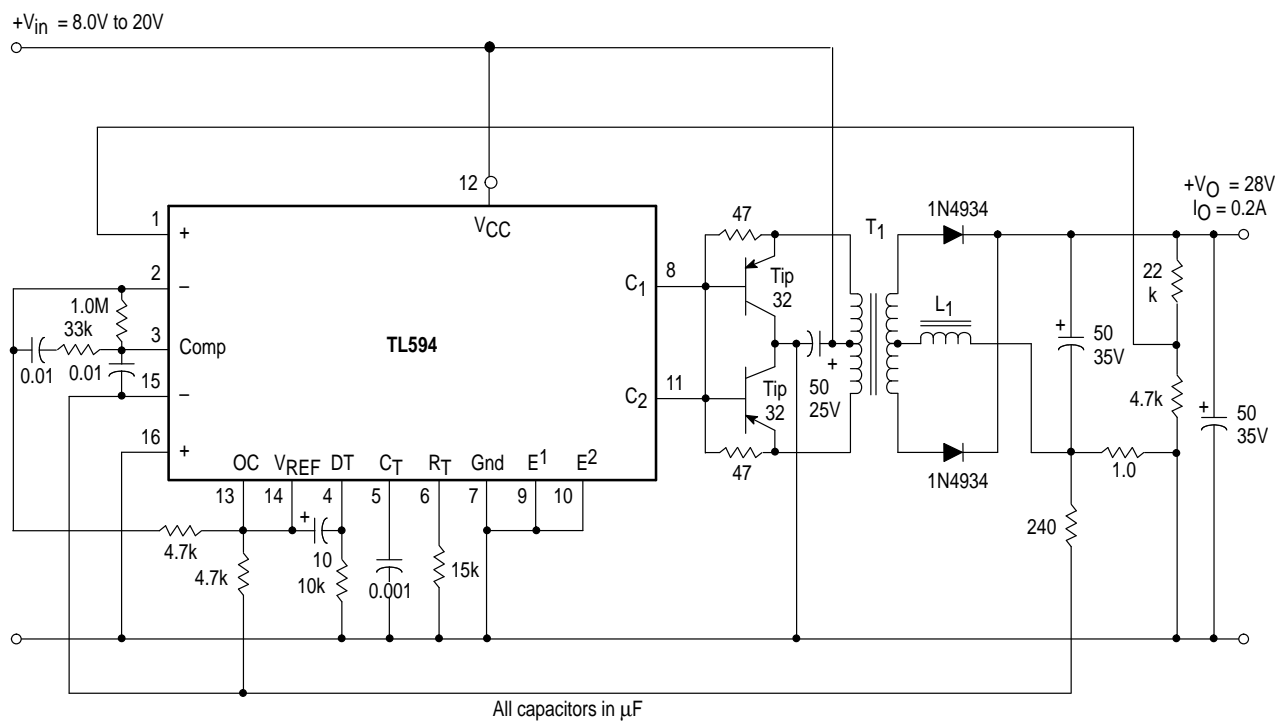 +Vin = 8.0V to 20V
+VO = 28V
IO = 0.2A
12
VCC
1
+
2
–
1.0M
33k
3
Comp
0.01
0.01
15
–
16
+
TL594
C1
8
C2
11
47
Tip
32
Tip
32
47
50
25V
+
T1
1N4934
L1
1N4934
+
50
35V
22
k
4.7k
+
50
35V
1.0
240
OC
VREF
DT
CT
RT
Gnd
E1
E2
13
14
4
5
6
7
9
10
+
4.7k
4.7k
10
10k
0.001
15k
All capacitors in μF